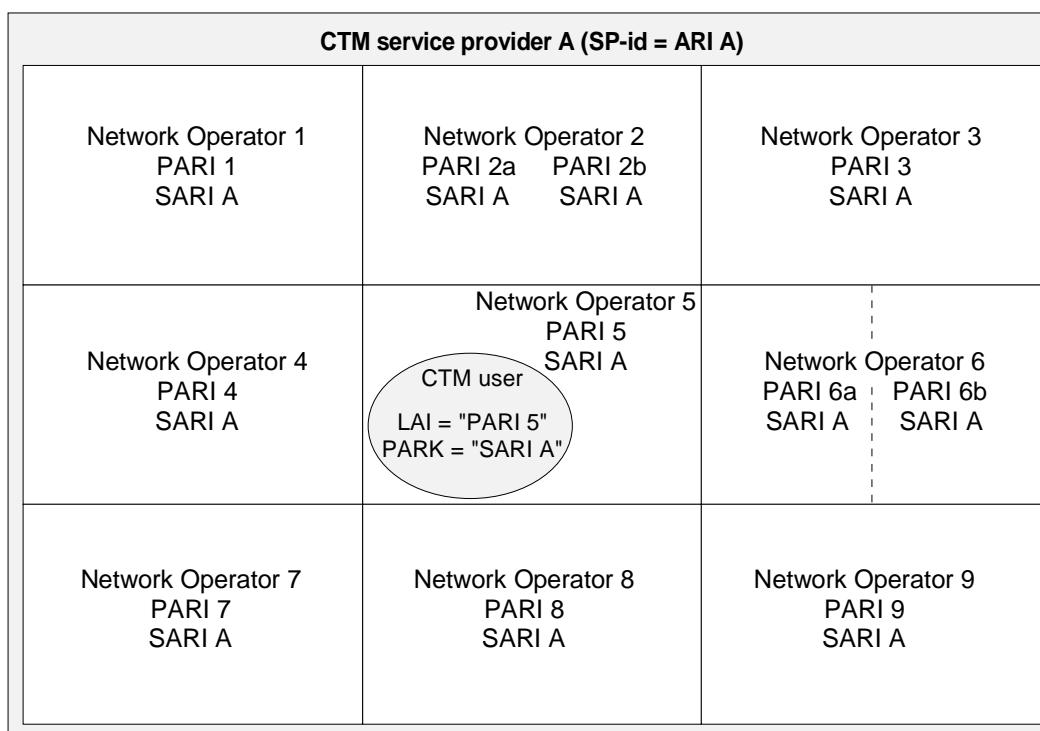 CTM service provider A (SP-id = ARI A)
Network Operator 1
PARI 1
SARI A
Network Operator 2
PARI 2a PARI 2b
SARI A SARI A
Network Operator 3
PARI 3
SARI A
Network Operator 4
PARI 4
SARI A
Network Operator 5
PARI 5
SARI A
CTM user
LAI = "PARI 5"
PARK = "SARI A"
Network Operator 6
PARI 6a PARI 6b
SARI A SARI A
Network Operator 7
PARI 7
SARI A
Network Operator 8
PARI 8
SARI A
Network Operator 9
PARI 9
SARI A